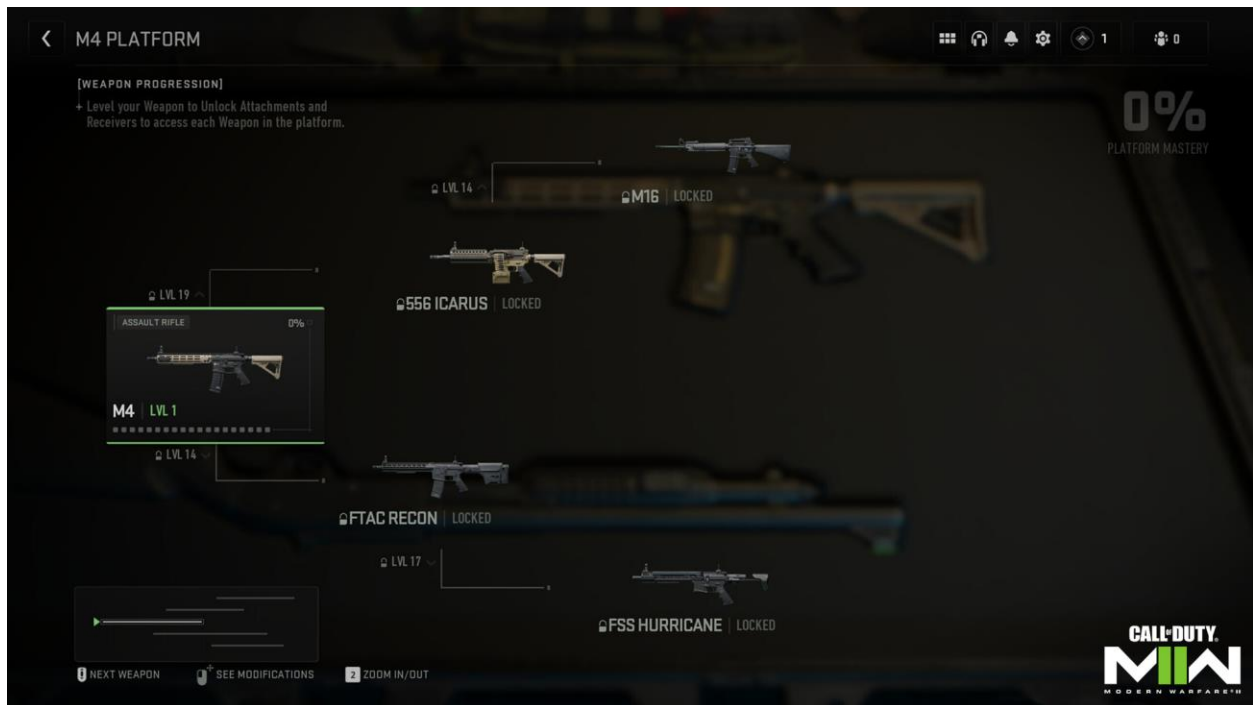 M4 PLATFORM
1
0
[WEAPON PROGRESSION]
+ Level your Weapon to Unlock Attachments and
Receivers to access each Weapon in the platform.
0%
PLATFORM MASTERY
LVL 14
M16 | LOCKED
LVL 19
556 ICARUS | LOCKED
ASSAULT RIFLE 0%
M4 | LVL 1
LVL 14
FTAC RECON | LOCKED
LVL 17
FSS HURRICANE | LOCKED
NEXT WEAPON
SEE MODIFICATIONS
2 ZOOM IN/OUT
CALL OF DUTY.
MWII
MODERN WARFARE II